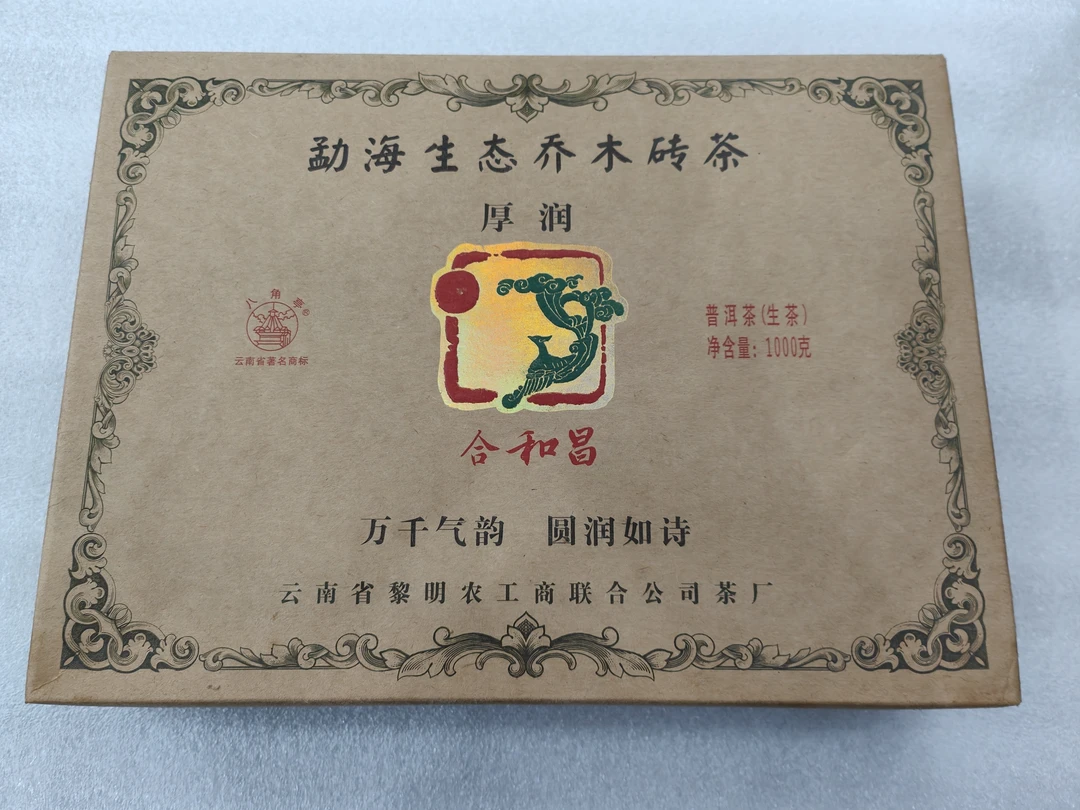 勐海生态乔木砖茶
厚润
八角亭®
云南省著名商标
普洱茶(生茶)
净含量：1000克
合和昌
万千气韵 圆润如诗
云南省黎明农工商联合公司茶厂